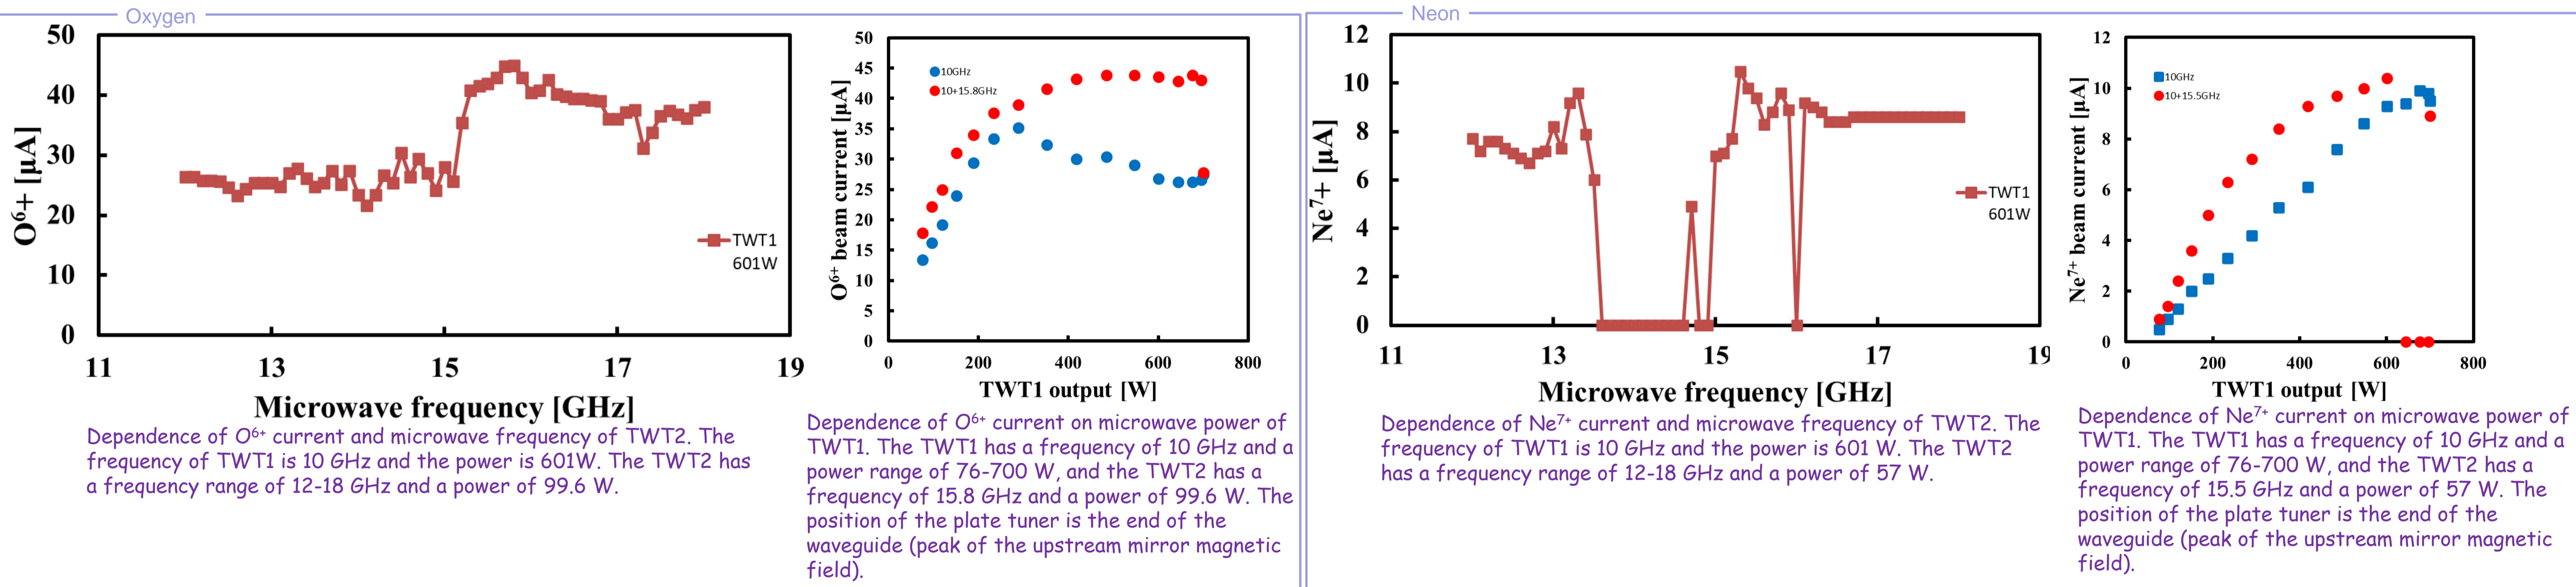 Oxygen
50
40
30
20
10
0
O⁶+ [µA]
11
13
15
17
19
Microwave frequency [GHz]
TWT1
601W
Dependence of O⁶⁺ current and microwave frequency of TWT2. The
frequency of TWT1 is 10 GHz and the power is 601W. The TWT2 has
a frequency range of 12-18 GHz and a power of 99.6 W.
50
45
40
35
30
25
20
15
10
5
0
O⁶⁺ beam current [µA]
10GHz
10+15.8GHz
0
200
400
600
800
TWT1 output [W]
Dependence of O⁶⁺ current on microwave power of
TWT1. The TWT1 has a frequency of 10 GHz and a
power range of 76-700 W, and the TWT2 has a
frequency of 15.8 GHz and a power of 99.6 W. The
position of the plate tuner is the end of the
waveguide (peak of the upstream mirror magnetic
field).
Neon
12
10
8
6
4
2
0
Ne⁷+ [µA]
11
13
15
17
19
Microwave frequency [GHz]
TWT1
601W
Dependence of Ne⁷⁺ current and microwave frequency of TWT2. The
frequency of TWT1 is 10 GHz and the power is 601 W. The TWT2
has a frequency range of 12-18 GHz and a power of 57 W.
12
10
8
6
4
2
0
Ne⁷⁺ beam current [µA]
10GHz
10+15.5GHz
0
200
400
600
800
TWT1 output [W]
Dependence of Ne⁷⁺ current on microwave power of
TWT1. The TWT1 has a frequency of 10 GHz and a
power range of 76-700 W, and the TWT2 has a
frequency of 15.5 GHz and a power of 57 W. The
position of the plate tuner is the end of the
waveguide (peak of the upstream mirror magnetic
field).